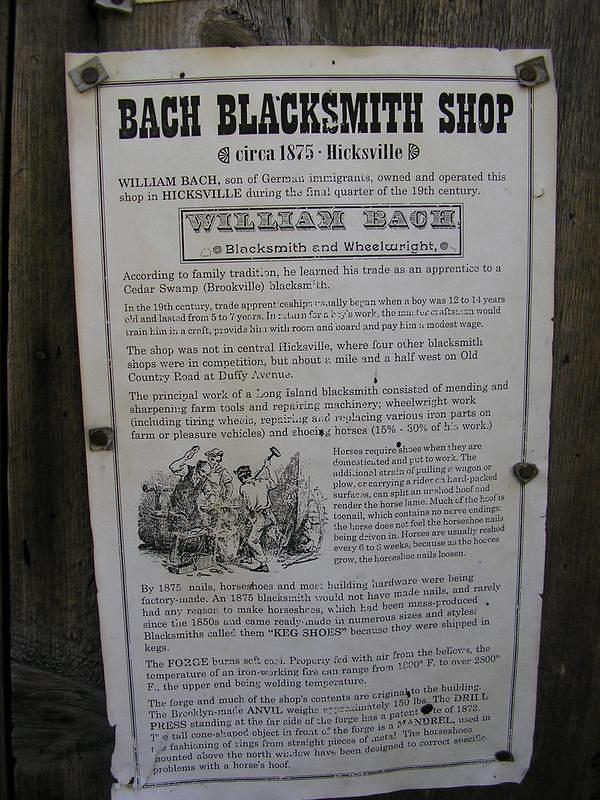 BACH BLACKSMITH SHOP
circa 1875 · Hicksville
WILLIAM BACH, son of German immigrants, owned and operated this
shop in HICKSVILLE during the final quarter of the 19th century.
WILLIAM BACH,
Blacksmith and Wheelwright,
According to family tradition, he learned his trade as an apprentice to a
Cedar Swamp (Brookville) blacksmith.
In the 19th century, trade apprenticeships usually began when a boy was 12 to 14 years
old and lasted from 5 to 7 years. In return for a boy's work, the master craftsman would
train him in a craft, provide him with room and board and pay him a modest wage.
The shop was not in central Hicksville, where four other blacksmith
shops were in competition, but about a mile and a half west on Old
Country Road at Duffy Avenue.
The principal work of a Long Island blacksmith consisted of mending and
sharpening farm tools and repairing machinery; wheelwright work
(including tiring wheels, repairing and replacing various iron parts on
farm or pleasure vehicles) and shoeing horses (15% - 30% of his work.)
Horses require shoes when they are
domesticated and put to work. The
additional strain of pulling a wagon or
plow, or carrying a rider on hard-packed
surfaces, can split an unshod hoof and
render the horse lame. Much of the hoof is
toenail, which contains no nerve endings:
the horse does not feel the horseshoe nails
being driven in. Horses are usually reshod
every 6 to 8 weeks, because as the hooves
grow, the horseshoe nails loosen.
By 1875 nails, horseshoes and most building hardware were being
factory-made. An 1875 blacksmith would not have made nails, and rarely
had any reason to make horseshoes, which had been mass-produced
since the 1850s and came ready-made in numerous sizes and styles.
Blacksmiths called them "KEG SHOES" because they were shipped in
kegs.
The FORGE burns soft coal. Properly fed with air from the bellows, the
temperature of an iron-working fire can range from 1800° F. to over 2800°
F., the upper end being welding temperature.
The forge and much of the shop's contents are original to the building.
The Brooklyn-made ANVIL weighs approximately 150 lbs. The DRILL
PRESS standing at the far side of the forge has a patent date of 1873.
The tall cone-shaped object in front of the forge is a MANDREL, used in
the fashioning of rings from straight pieces of metal. The horseshoes
mounted above the north window have been designed to correct specific
problems with a horse's hoof.